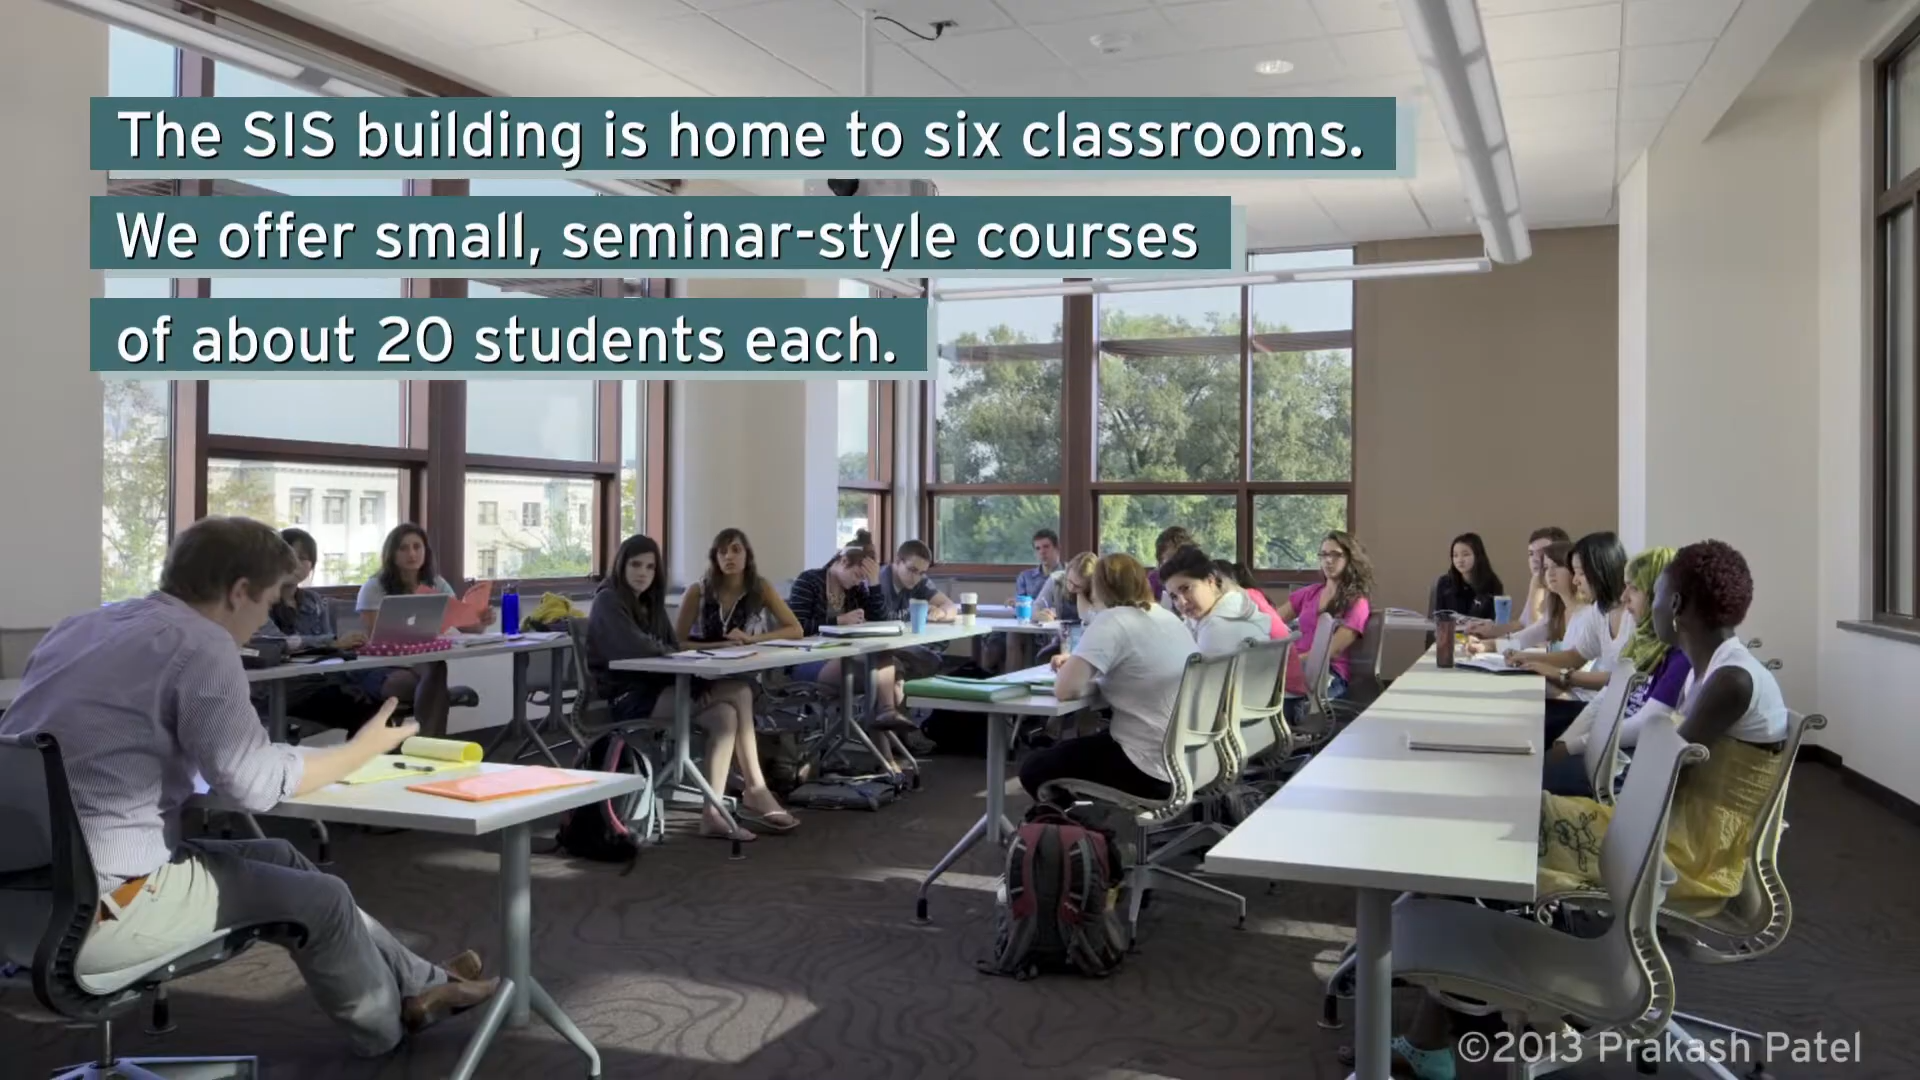 The SIS building is home to six classrooms.
We offer small, seminar-style courses
of about 20 students each.
©2013 Prakash Patel